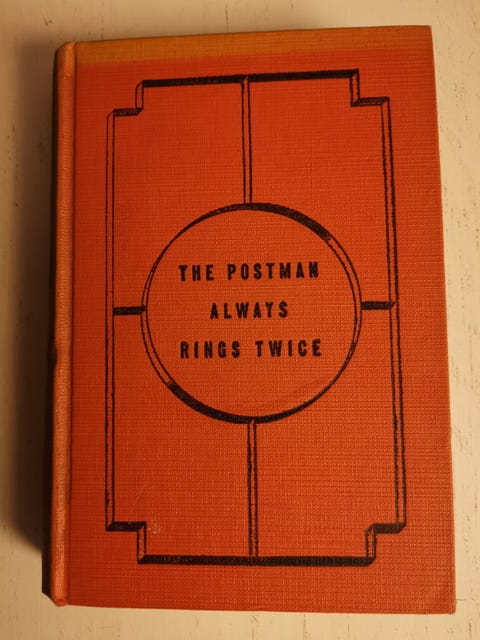 THE POSTMAN
ALWAYS
RINGS TWICE